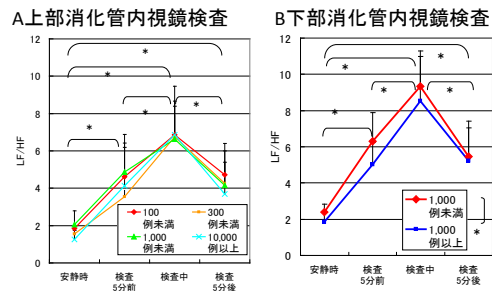 A上部消化管内視鏡検査
12
10
8
6
4
2
0
LF/HF
*
*
*
*
*
*
100
例未満
300
例未満
1,000
例未満
10,000
例以上
安静時
検査
5分前
検査中
検査
5分後
B下部消化管内視鏡検査
12
10
8
6
4
2
0
LF/HF
*
*
*
*
*
*
1,000
例未満
1,000
例以上
*
安静時
検査
5分前
検査中
検査
5分後